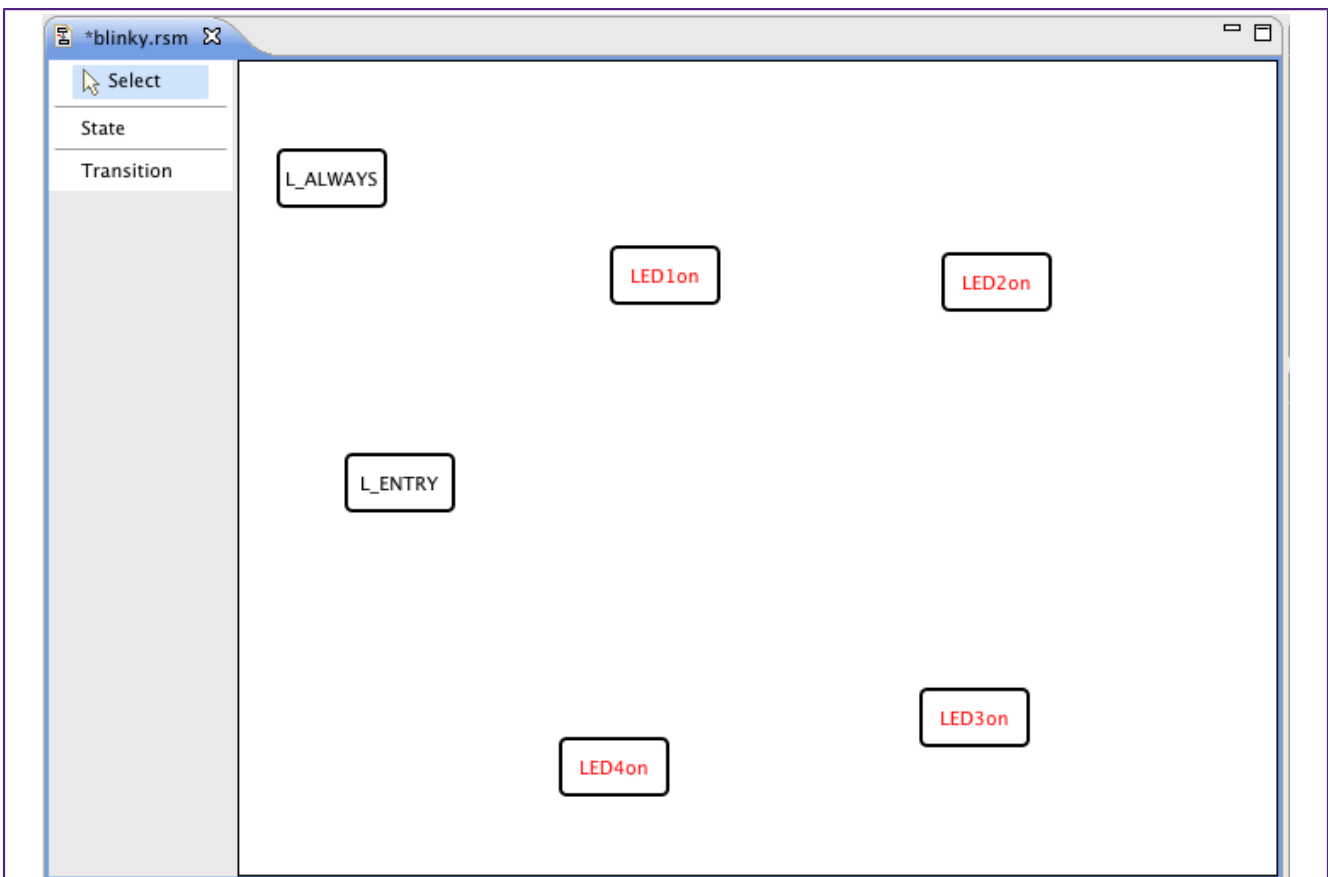 *blinky.rsm
Select
State
Transition
L_ALWAYS
LED1on
LED2on
L_ENTRY
LED3on
LED4on